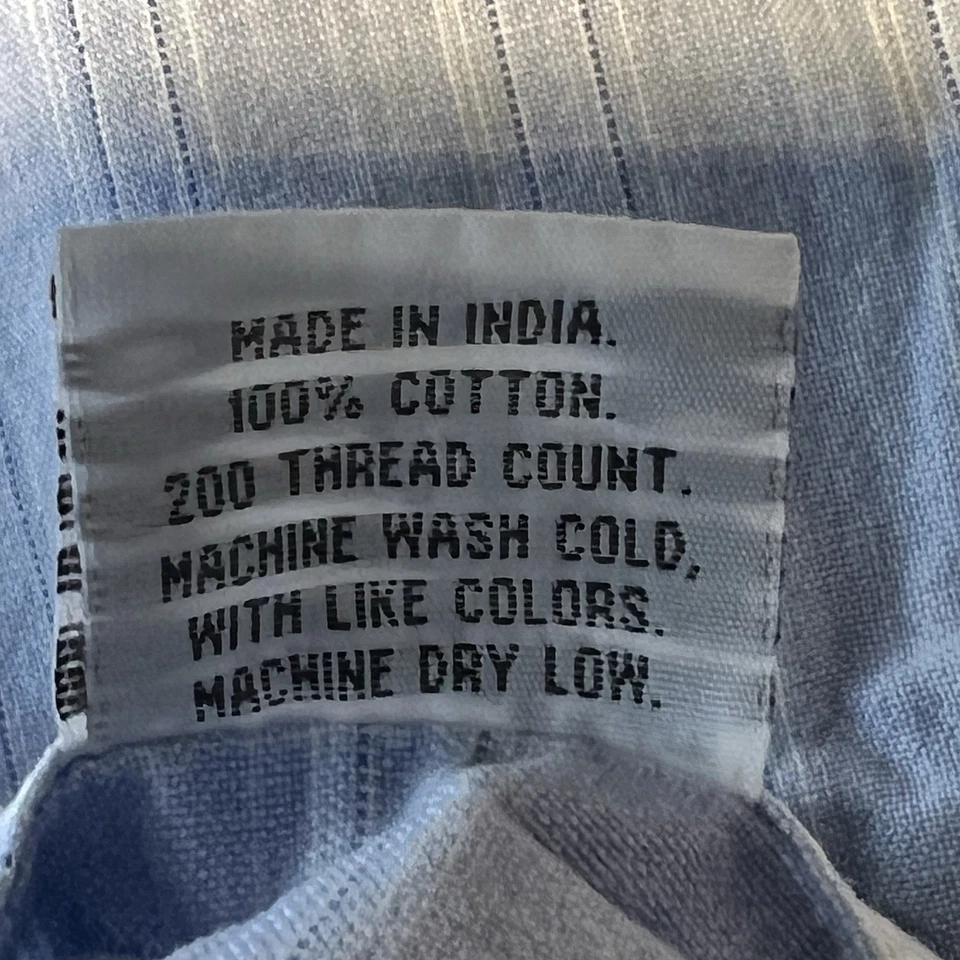 MADE IN INDIA.
100% COTTON.
200 THREAD COUNT.
MACHINE WASH COLD,
WITH LIKE COLORS.
MACHINE DRY LOW.